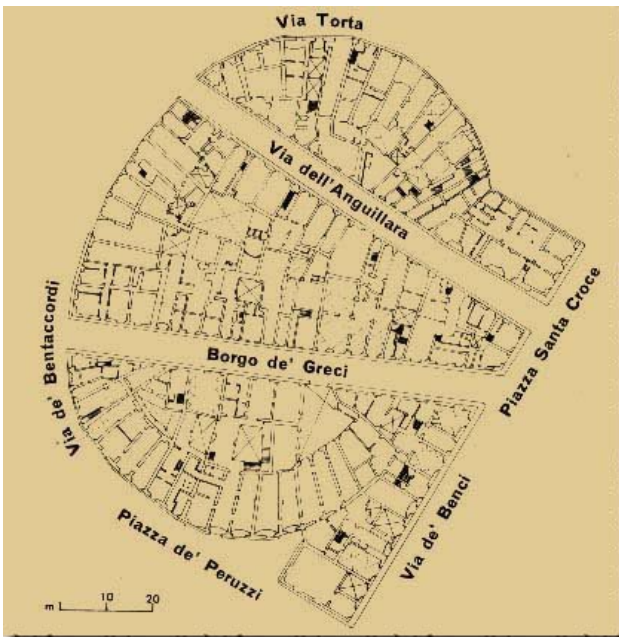 Via Torta
Via dell'Anguillara
Piazza Santa Croce
Via de' Bentaccordi
Borgo de' Greci
Via de' Benci
Piazza de' Peruzzi
m 10 20